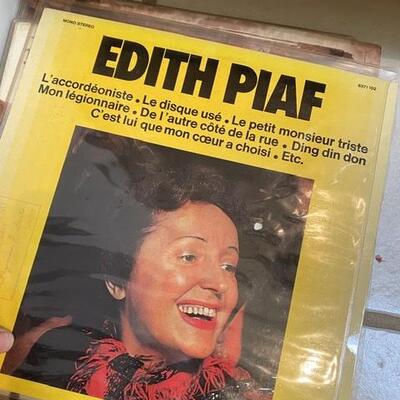 MONO-STEREO
EDITH PIAF
6371 102
L'accordéoniste • Le disque usé • Le petit monsieur triste
Mon légionnaire • De l'autre côté de la rue • Ding din don
C'est lui que mon cœur a choisi • Etc.